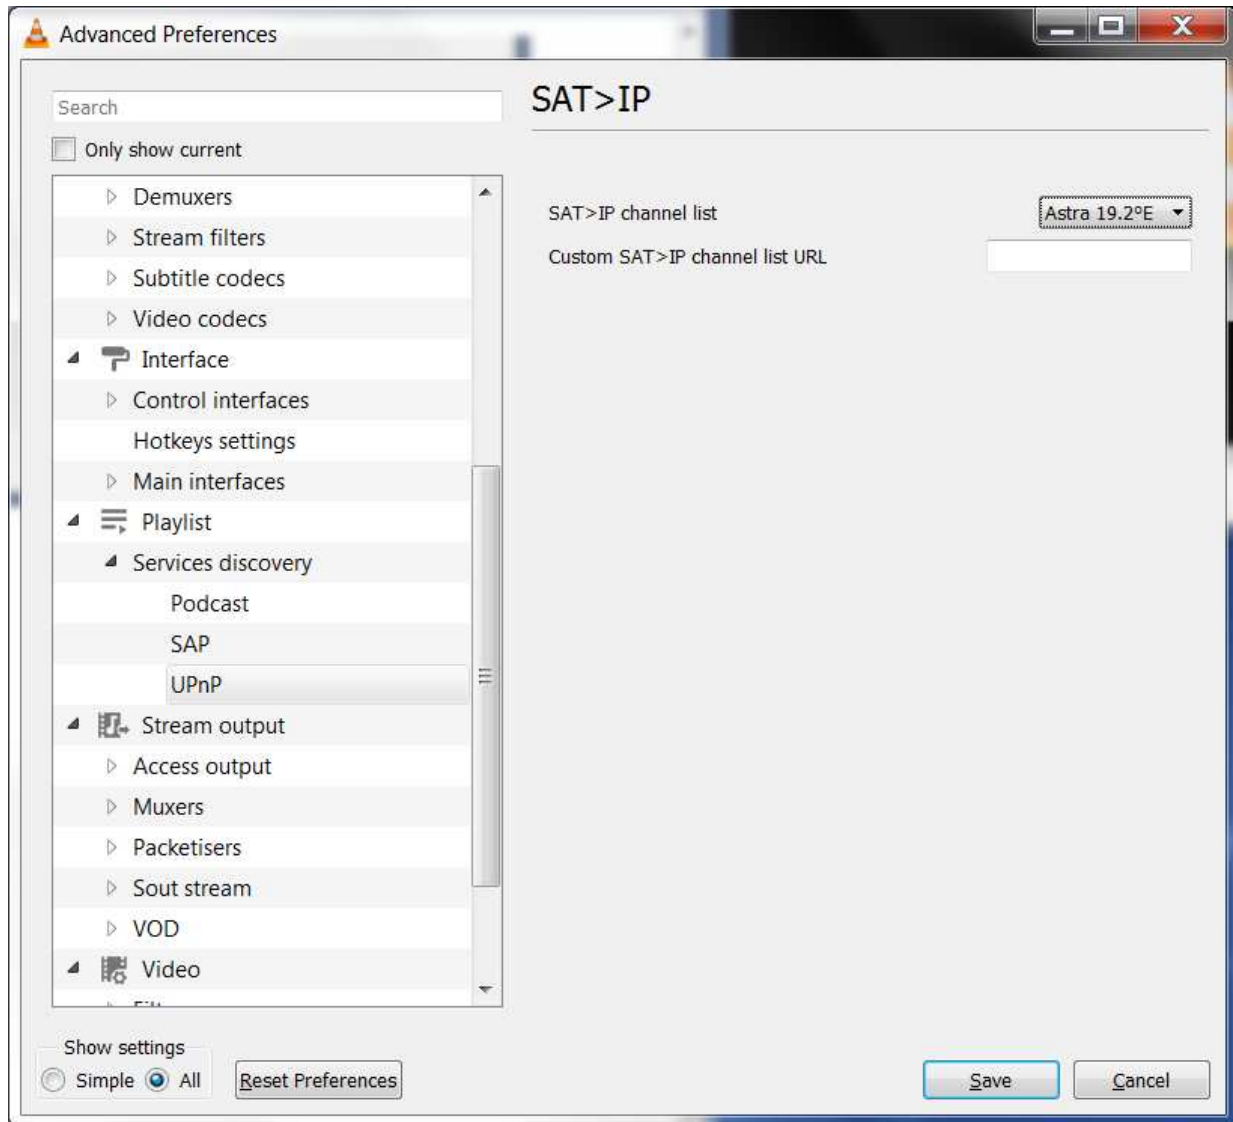 Advanced Preferences
Search
Only show current
Demuxers
Stream filters
Subtitle codecs
Video codecs
Interface
Control interfaces
Hotkeys settings
Main interfaces
Playlist
Services discovery
Podcast
SAP
UPnP
Stream output
Access output
Muxers
Packetisers
Sout stream
VOD
Video
SAT>IP
SAT>IP channel list
Astra 19.2°E
Custom SAT>IP channel list URL
Show settings
Simple
All
Reset Preferences
Save
Cancel